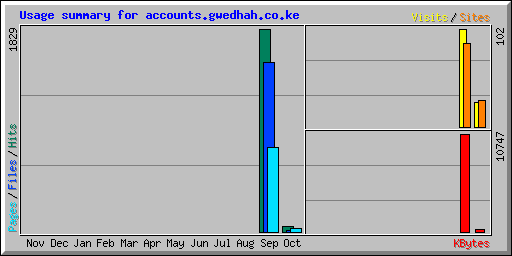 Usage summary for accounts.gwedhah.co.ke
Visits / Sites
1829
102
10747
Pages / Files / Hits
Nov Dec Jan Feb Mar Apr May Jun Jul Aug Sep Oct
KBytes